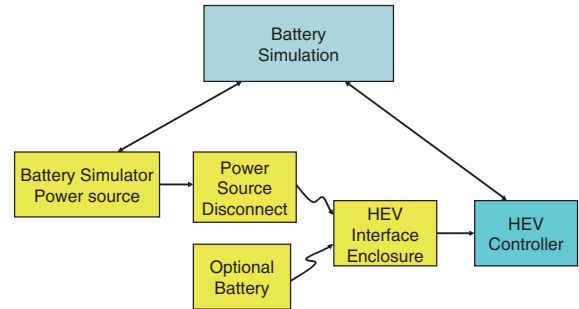 Battery
Simulation
Battery Simulator
Power source
Power
Source
Disconnect
HEV
Interface
Enclosure
HEV
Controller
Optional
Battery